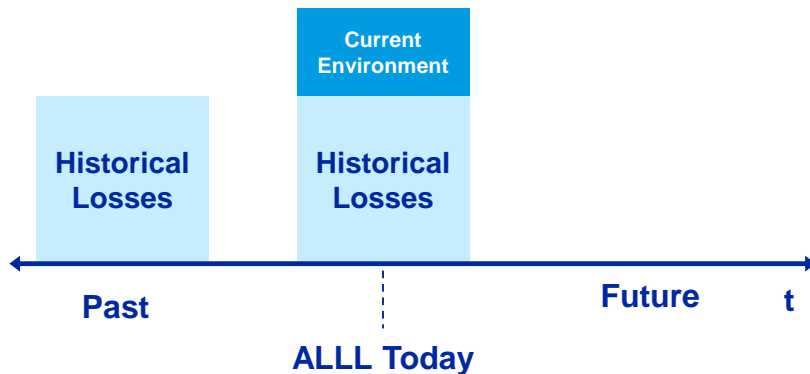 Current
Environment
Historical
Losses
Historical
Losses
Past
Future
t
ALLL Today